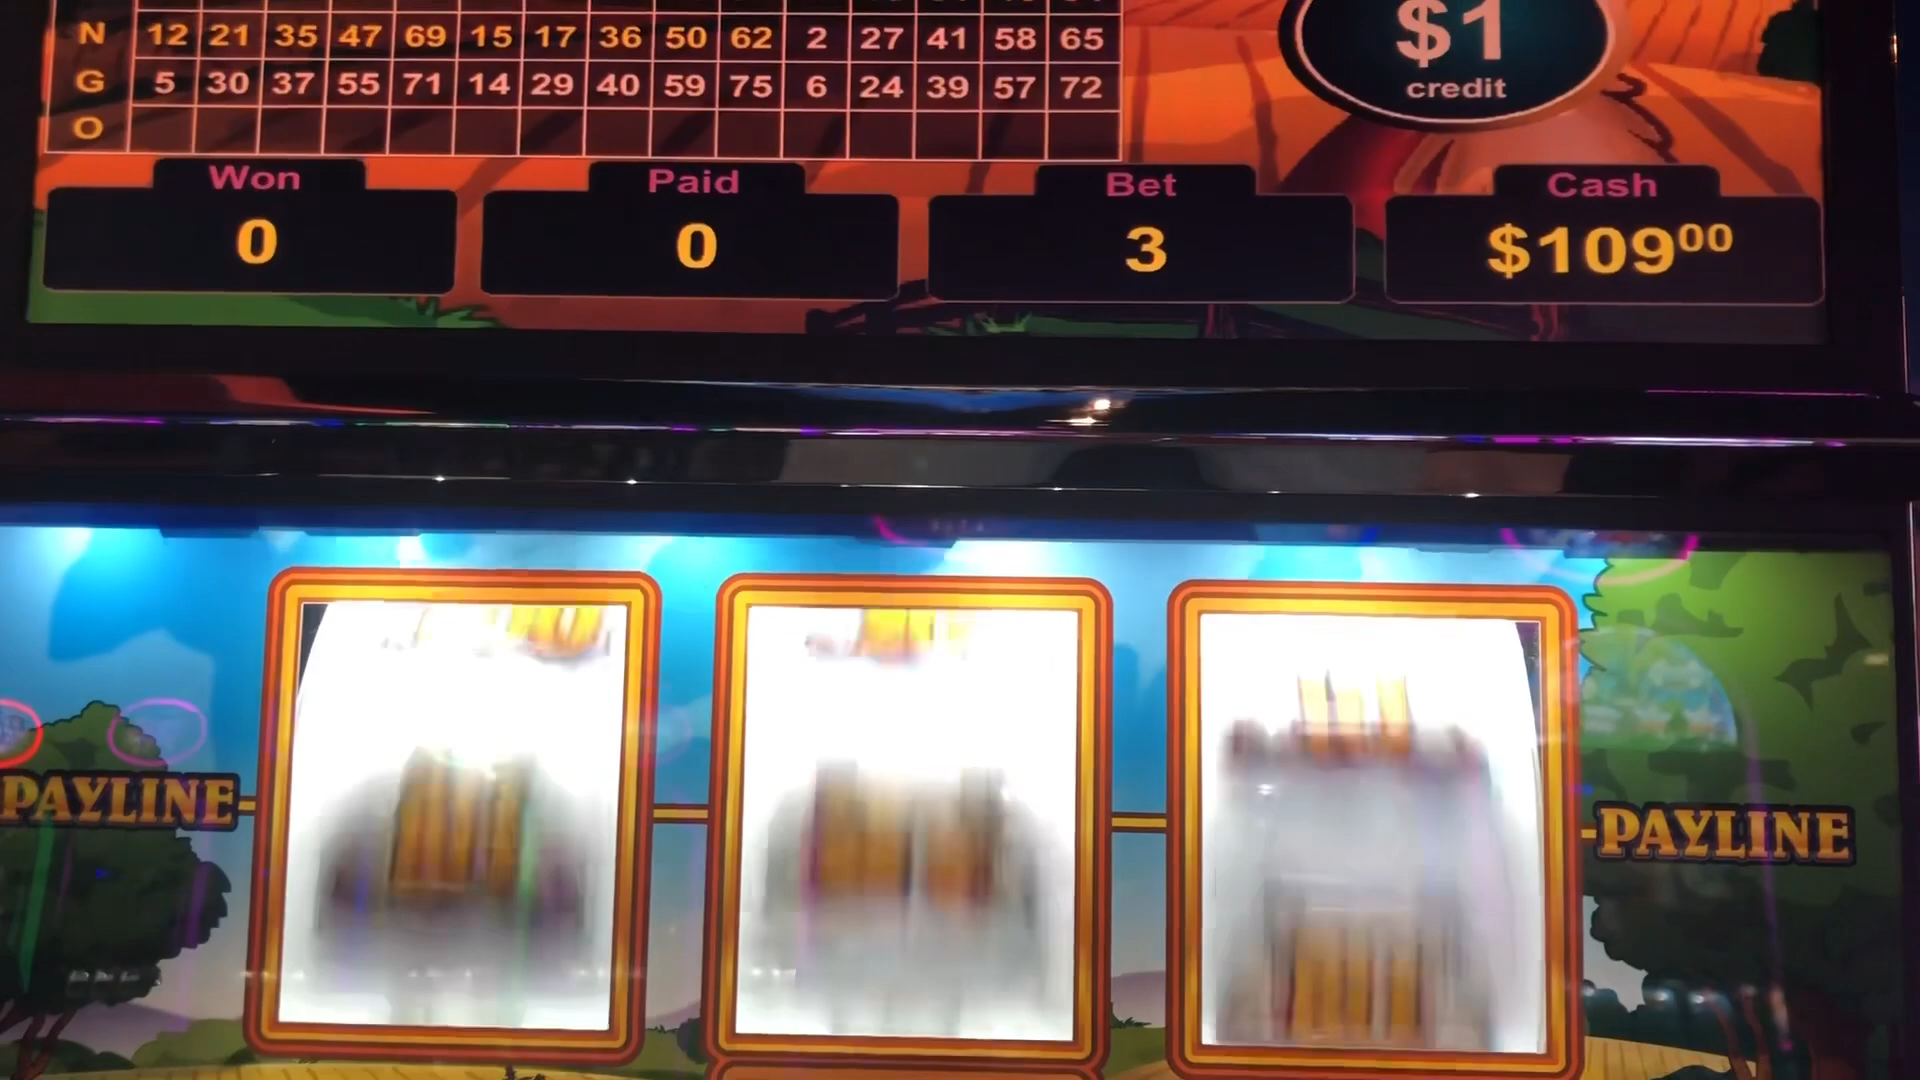 N 12 21 35 47 69 15 17 36 50 62 2 27 41 58 65
G 5 30 37 55 71 14 29 40 59 75 6 24 39 57 72
O
$1
credit
Won
Paid
Bet
Cash
0
0
3
$109⁰⁰
PAYLINE
PAYLINE